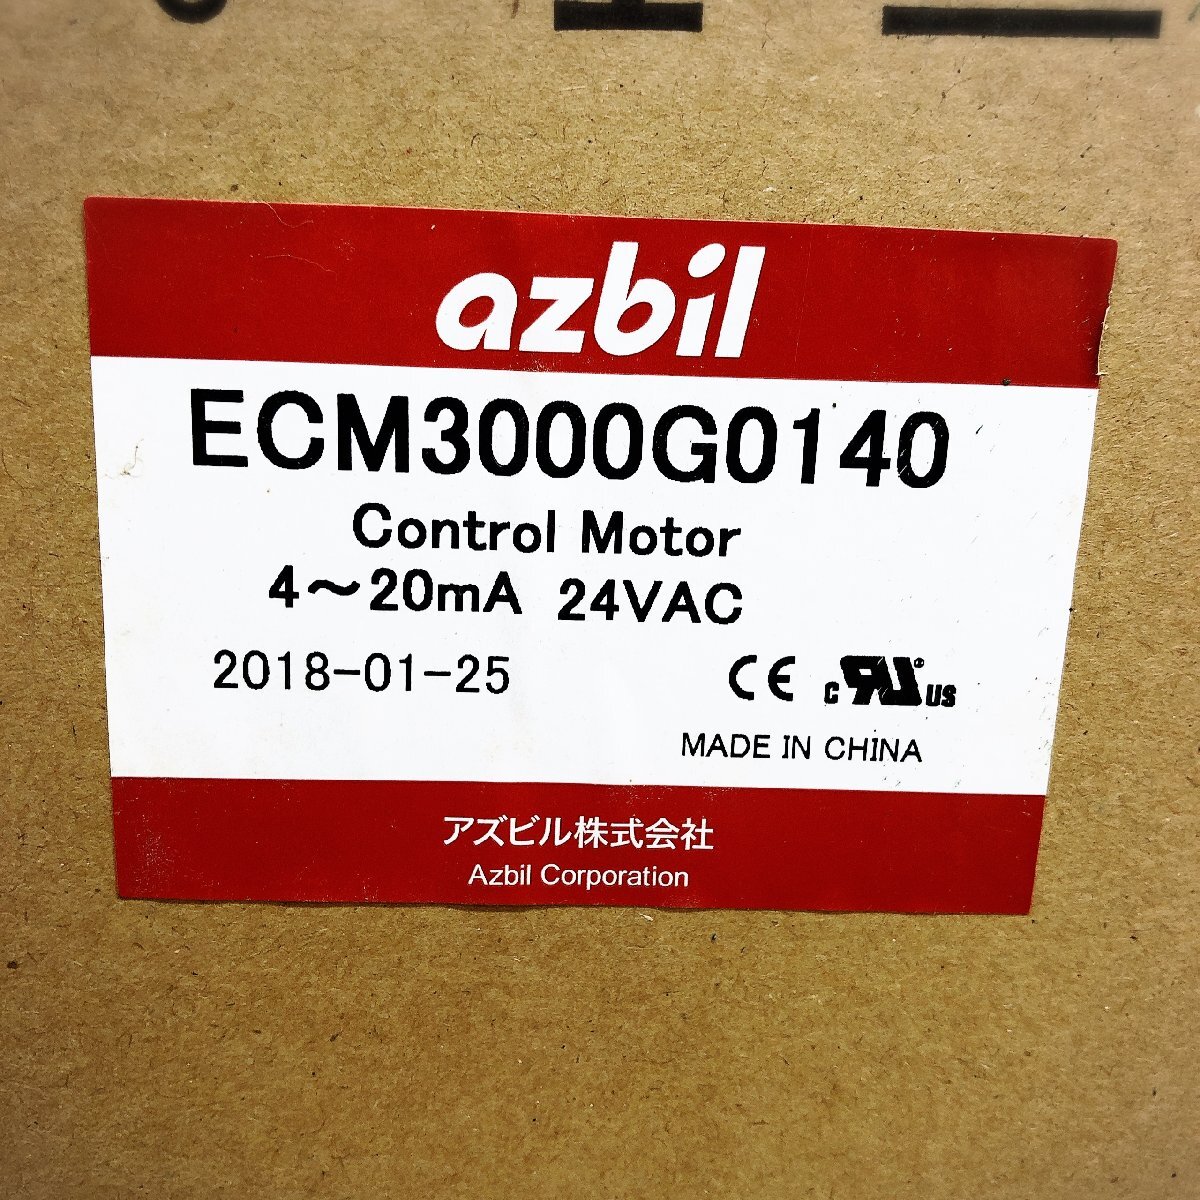 azbil
ECM3000G0140
Control Motor
4～20mA 24VAC
2018-01-25
CE c RU® US
MADE IN CHINA
アズビル株式会社
Azbil Corporation